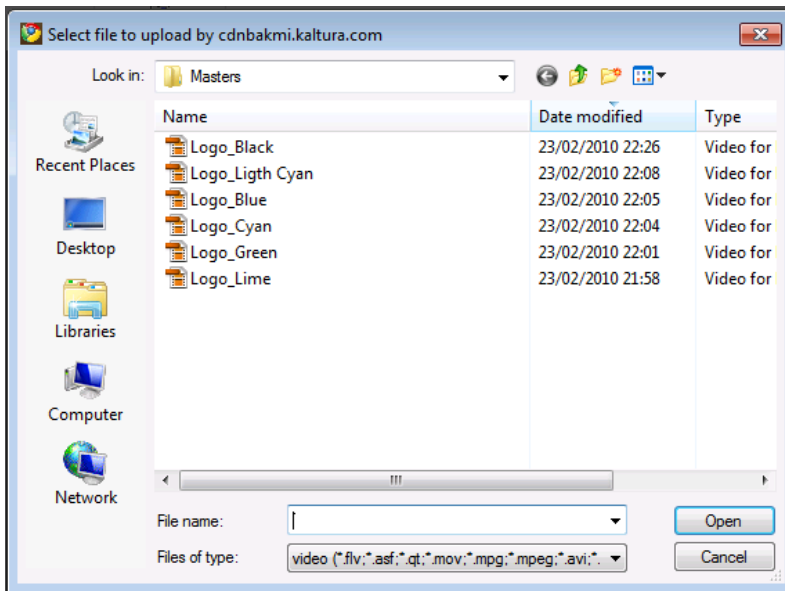 Select file to upload by cdnbakmi.kaltura.com
Look in: Masters
Name Date modified Type
Logo_Black 23/02/2010 22:26 Video for
Logo_Ligth Cyan 23/02/2010 22:08 Video for
Logo_Blue 23/02/2010 22:05 Video for
Logo_Cyan 23/02/2010 22:04 Video for
Logo_Green 23/02/2010 22:01 Video for
Logo_Lime 23/02/2010 21:58 Video for
Recent Places
Desktop
Libraries
Computer
Network
File name:
Open
Files of type: video (*.flv;*.asf;*.qt;*.mov;*.mpg;*.mpeg;*.avi;*.
Cancel